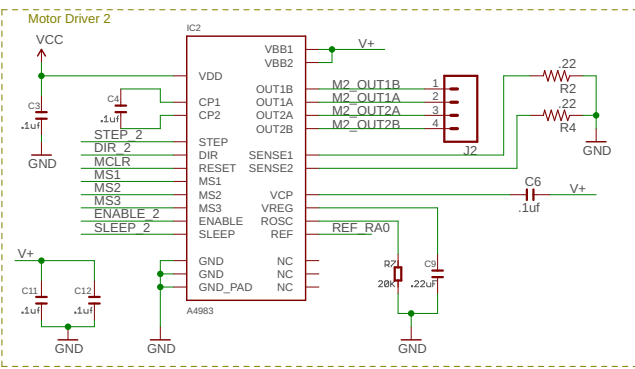 Motor Driver 2
IC2
VCC
VBB1
V+
VBB2
VDD
.22
R2
C3
.1uf
GND
C4
.1uf
CP1
CP2
OUT1B
M2_OUT1B
1
OUT1A
M2_OUT1A
2
OUT2A
M2_OUT2A
3
OUT2B
M2_OUT2B
4
J2
.22
R4
GND
STEP_2
STEP
DIR_2
DIR
SENSE1
MCLR
RESET
SENSE2
MS1
MS1
MS2
MS2
VCP
C6
.1uf
V+
MS3
MS3
VREG
ENABLE_2
ENABLE
ROSC
SLEEP_2
SLEEP
REF
REF_RA0
V+
GND
NC
GND
NC
GND_PAD
NC
R7
20K
C9
.22uF
C11
.1uf
C12
.1uf
A4983
GND
GND
GND